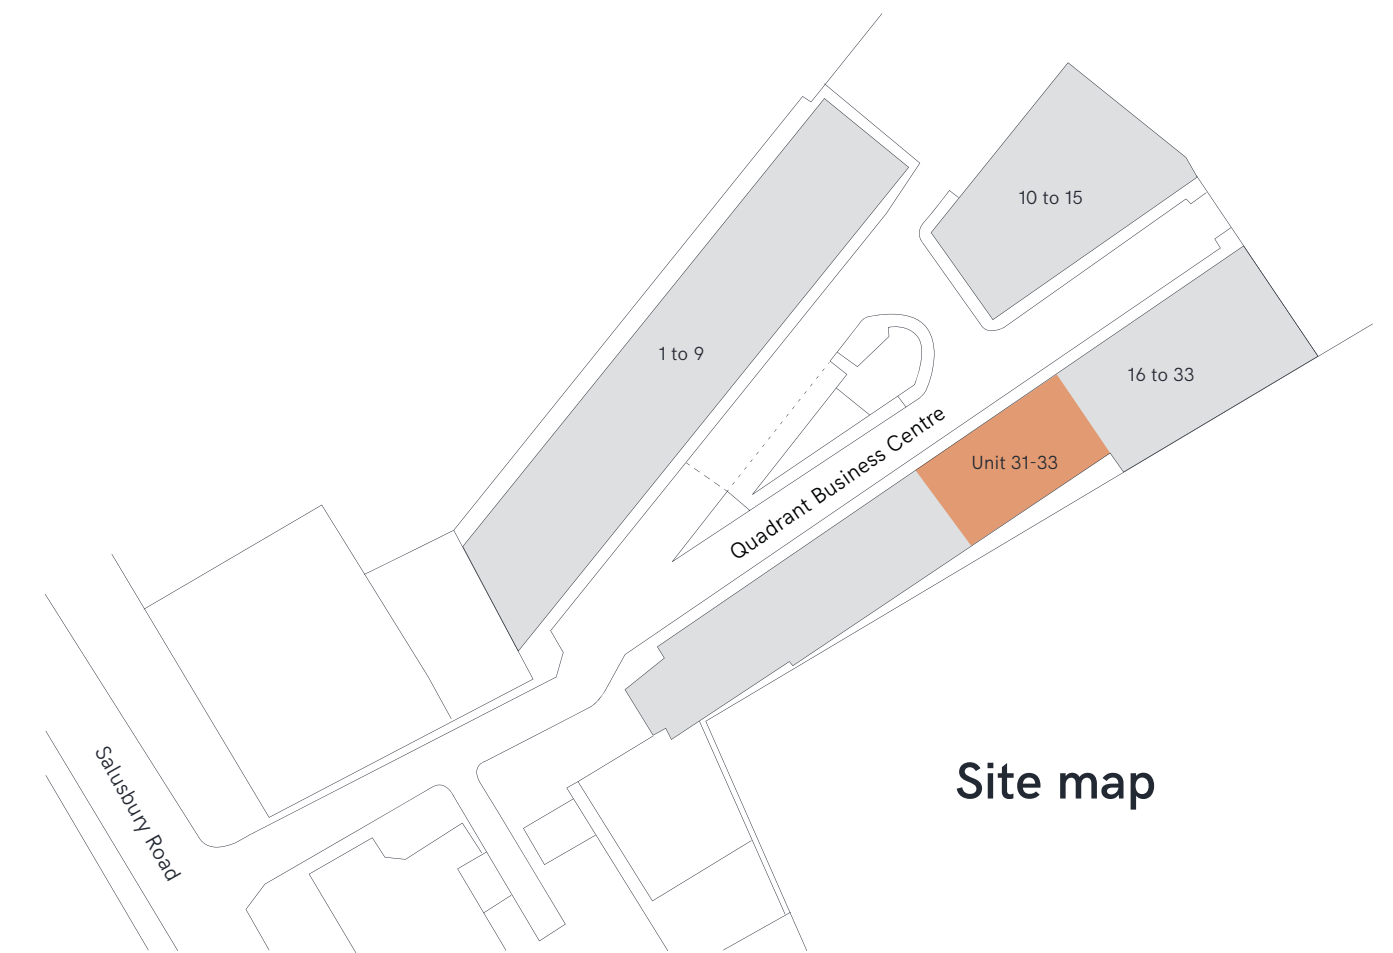 10 to 15
1 to 9
16 to 33
Quadrant Business Centre
Unit 31-33
Salusbury Road
Site map